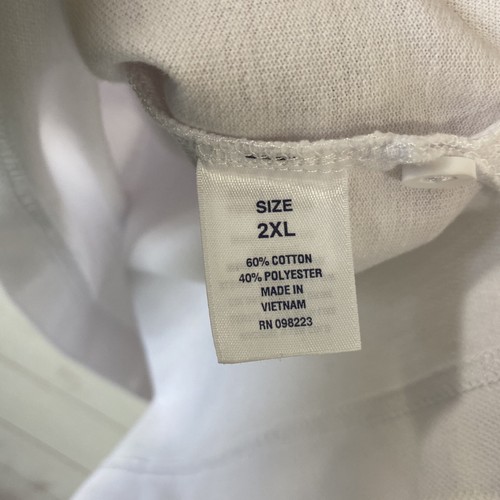 SIZE
2XL
60% COTTON
40% POLYESTER
MADE IN
VIETNAM
RN 098223